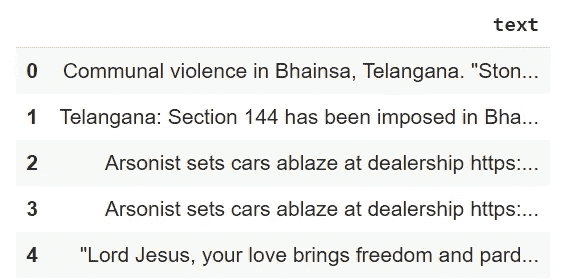 text
0 Communal violence in Bhainsa, Telangana. "Ston...
1 Telangana: Section 144 has been imposed in Bha...
2 Arsonist sets cars ablaze at dealership https:...
3 Arsonist sets cars ablaze at dealership https:...
4 "Lord Jesus, your love brings freedom and pard...